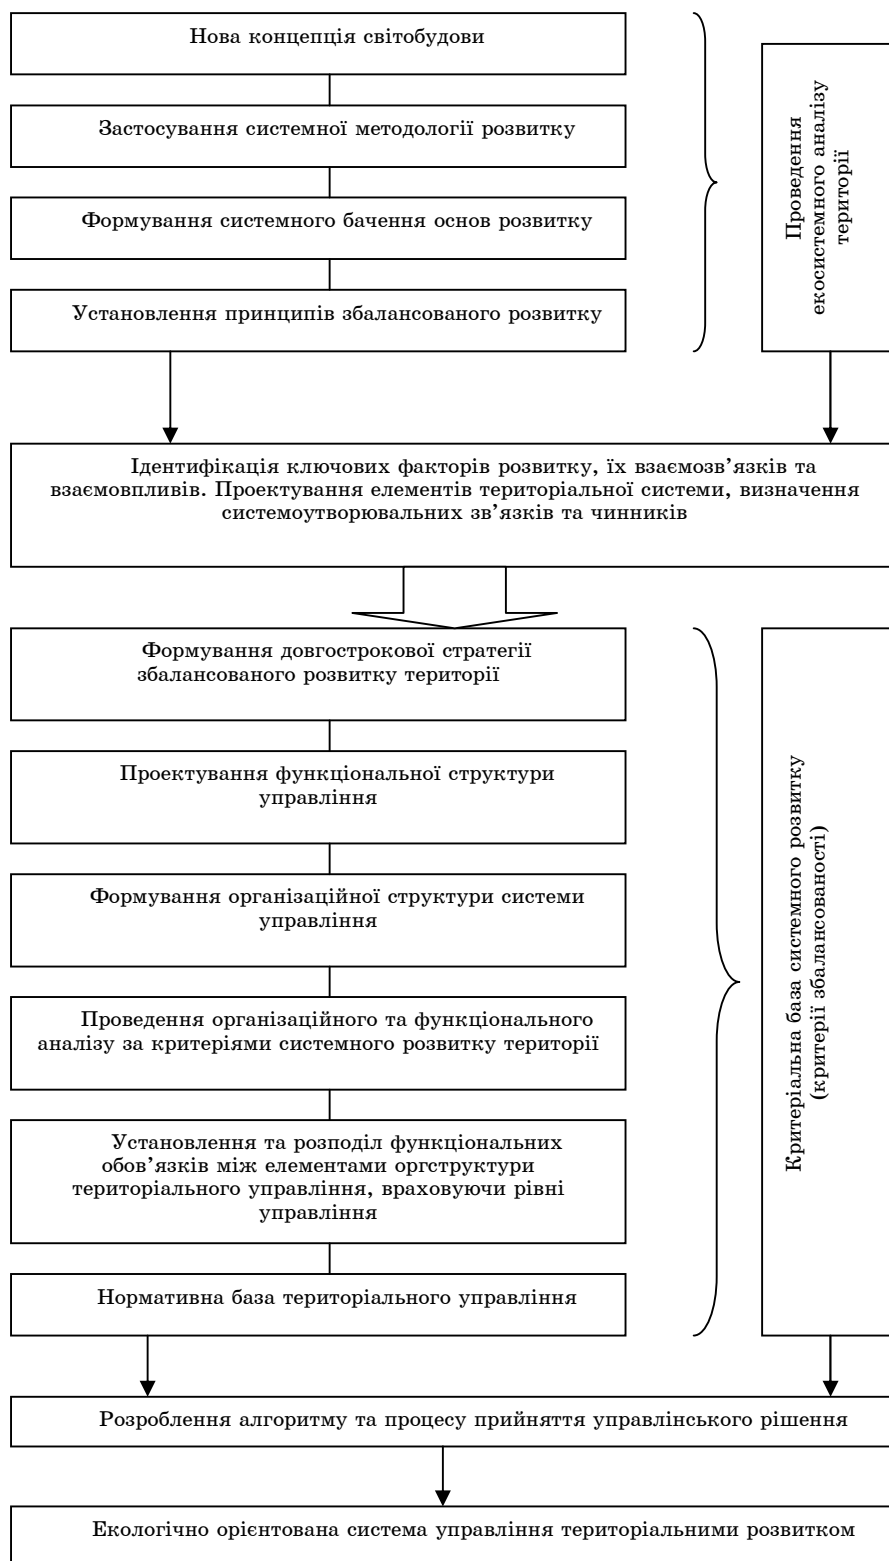 Нова концепція світобудови
Застосування системної методології розвитку
Формування системного бачення основ розвитку
Установлення принципів збалансованого розвитку
Проведення
екосистемного аналізу
території
Ідентифікація ключових факторів розвитку, їх взаємозв’язків та
взаємовпливів. Проектування елементів територіальної системи, визначення
системоутворювальних зв’язків та чинників
Формування довгострокової стратегії
збалансованого розвитку території
Проектування функціональної структури
управління
Формування організаційної структури системи
управління
Проведення організаційного та функціонального
аналізу за критеріями системного розвитку території
Установлення та розподіл функціональних
обов’язків між елементами оргструктури
територіального управління, враховуючи рівні
управління
Нормативна база територіального управління
Критеріальна база системного розвитку
(критерії збалансованості)
Розроблення алгоритму та процесу прийняття управлінського рішення
Екологічно орієнтована система управління територіальними розвитком